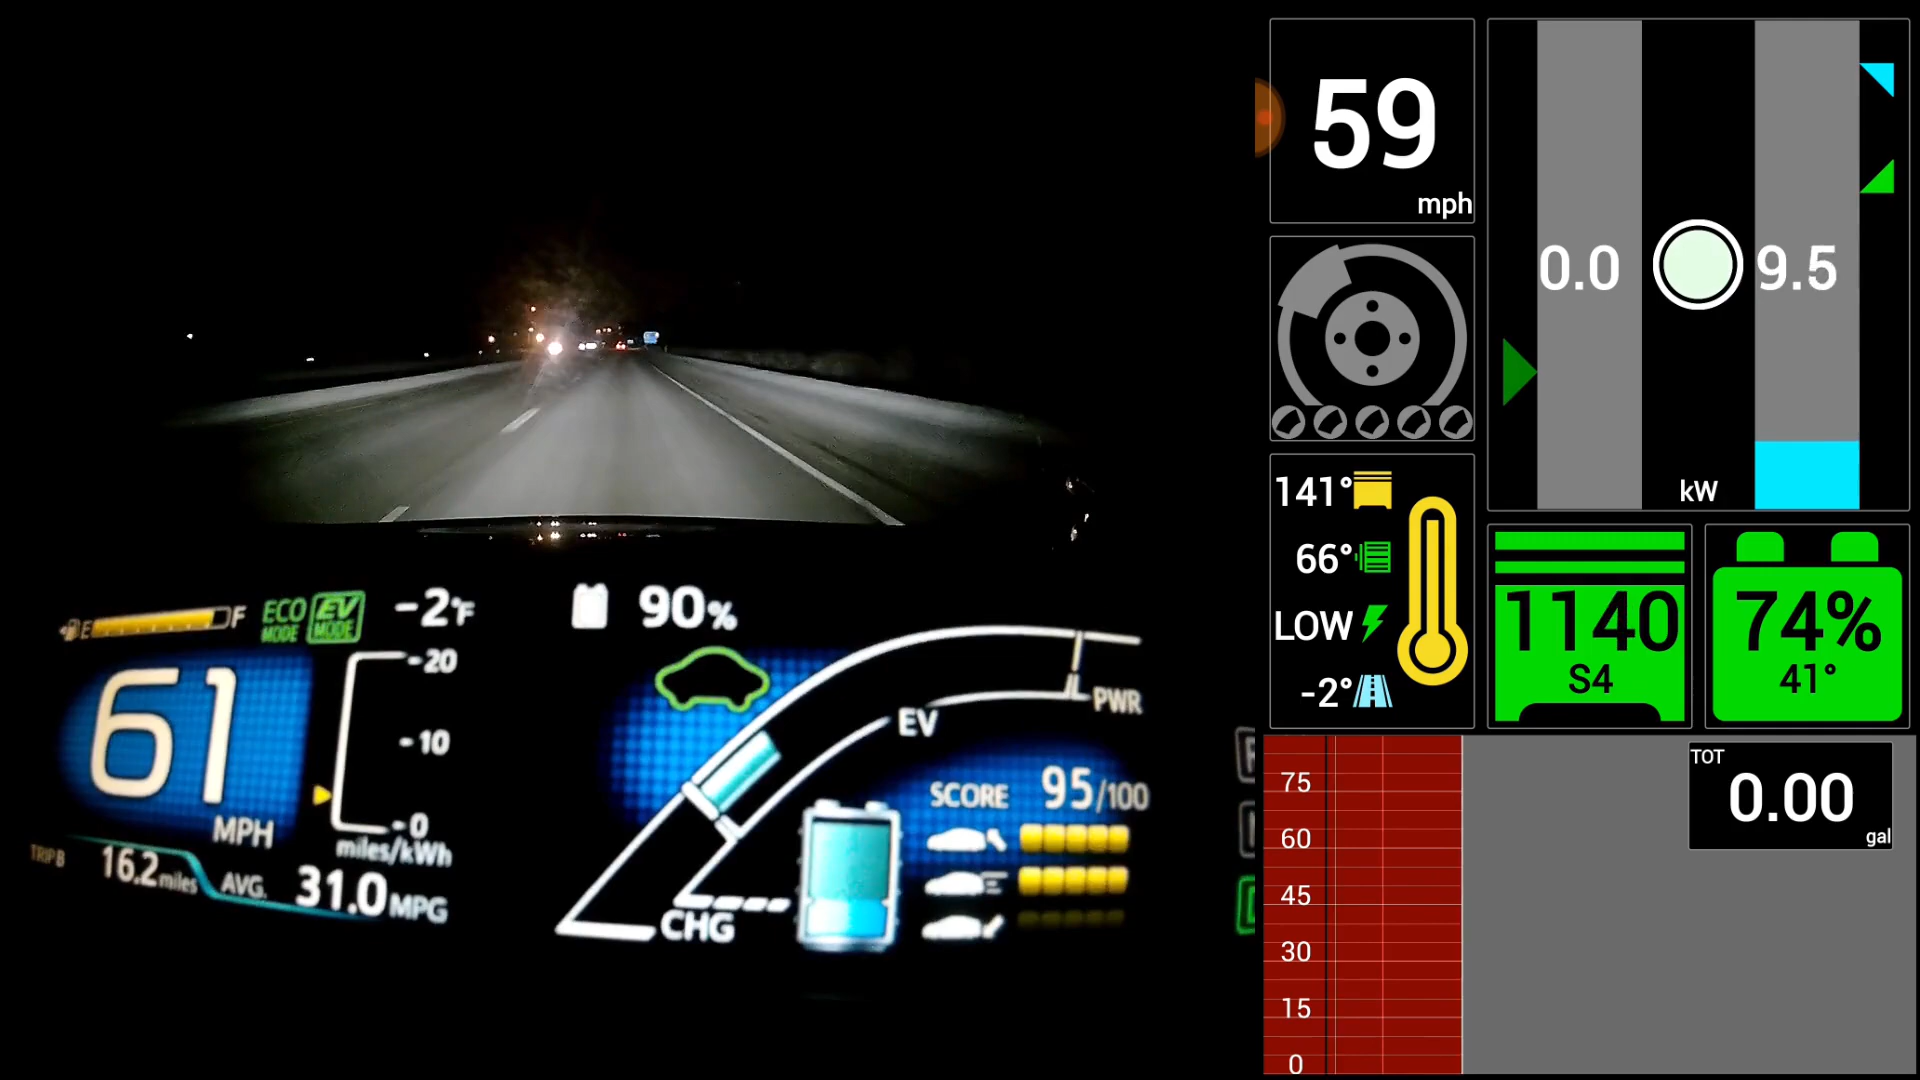 59
mph
0.0
9.5
kW
141°
66°
LOW
-2°
1140
S4
74%
41°
E F
ECO MODE
EV MODE
-2°F
90%
61
MPH
-20
-10
-0
miles/kWh
TRIP B 16.2 miles AVG. 31.0 MPG
PWR
EV
SCORE 95/100
CHG
75
60
45
30
15
0
TOT
0.00
gal